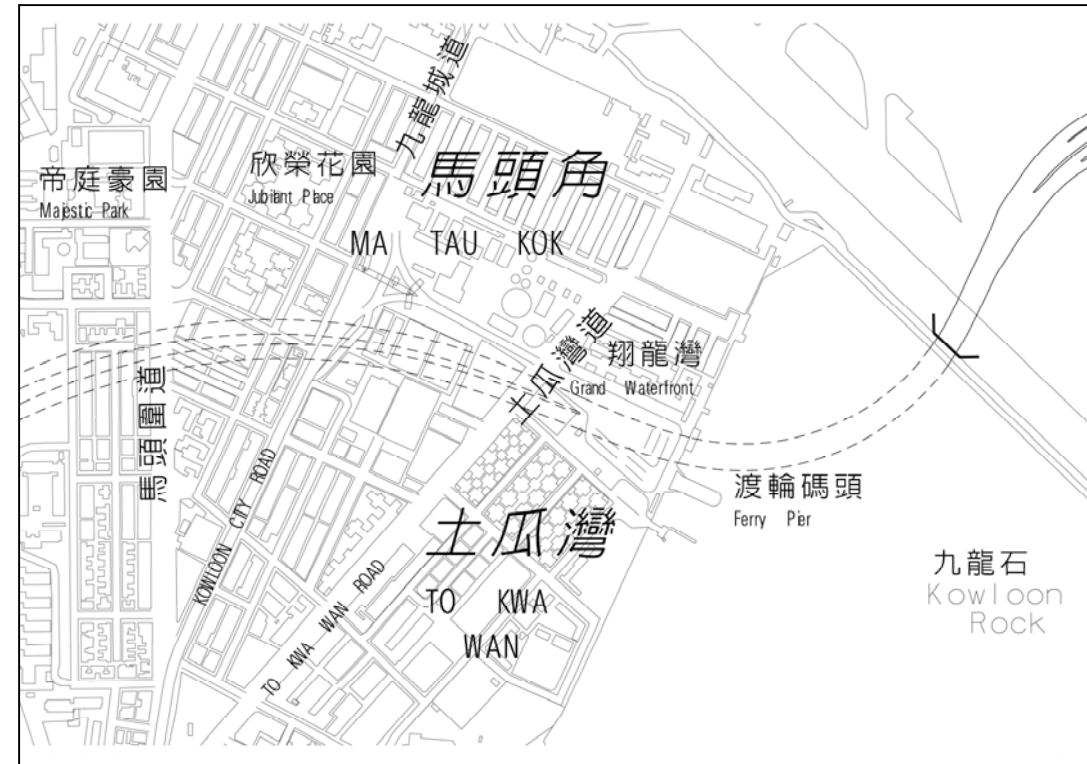 九龍城道
帝庭豪園
Majestic Park
欣榮花園
Jubilant Place
馬頭角
MA TAU KOK
土瓜灣道
翔龍灣
Grand Waterfront
馬頭圍道
KOWLOON CITY ROAD
渡輪碼頭
Ferry Pier
土瓜灣
TO KWA
WAN
TO KWA WAN ROAD
九龍石
Kowloon
Rock